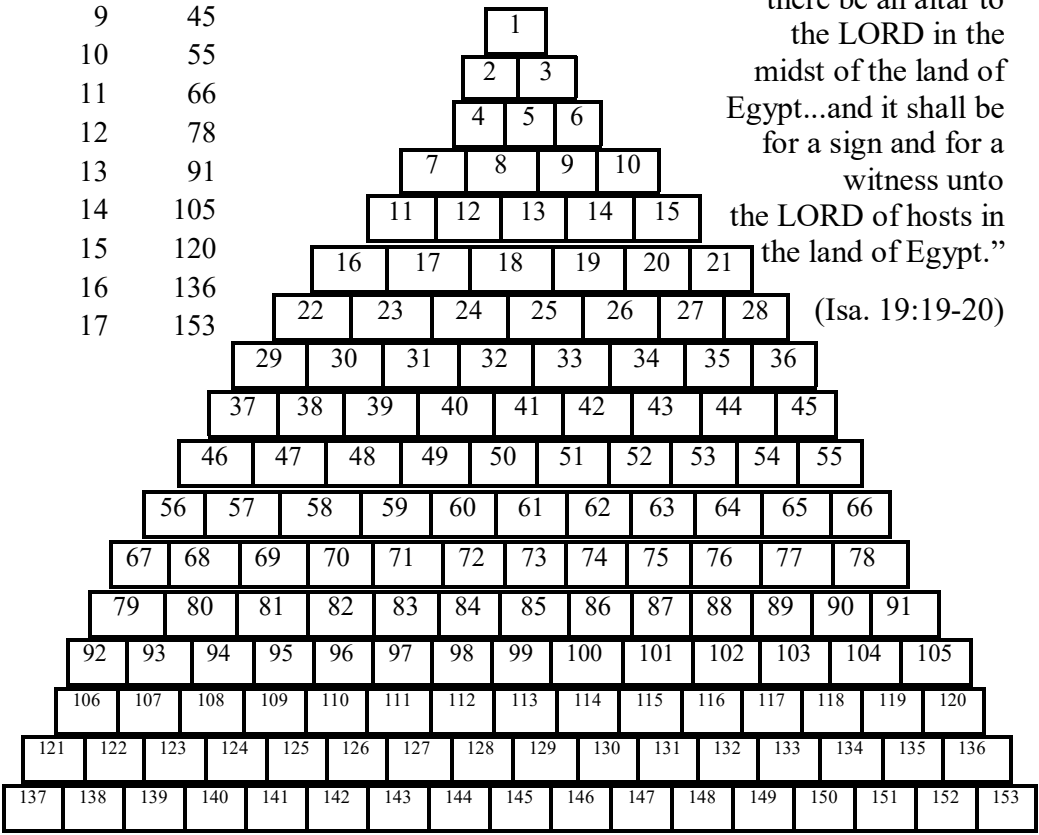 9 45
10 55
11 66
12 78
13 91
14 105
15 120
16 136
17 153
1
2 3
4 5 6
7 8 9 10
11 12 13 14 15
16 17 18 19 20 21
22 23 24 25 26 27 28
29 30 31 32 33 34 35 36
37 38 39 40 41 42 43 44 45
46 47 48 49 50 51 52 53 54 55
56 57 58 59 60 61 62 63 64 65 66
67 68 69 70 71 72 73 74 75 76 77 78
79 80 81 82 83 84 85 86 87 88 89 90 91
92 93 94 95 96 97 98 99 100 101 102 103 104 105
106 107 108 109 110 111 112 113 114 115 116 117 118 119 120
121 122 123 124 125 126 127 128 129 130 131 132 133 134 135 136
137 138 139 140 141 142 143 144 145 146 147 148 149 150 151 152 153
there be an altar to
the LORD in the
midst of the land of
Egypt...and it shall be
for a sign and for a
witness unto
the LORD of hosts in
the land of Egypt.”
(Isa. 19:19-20)